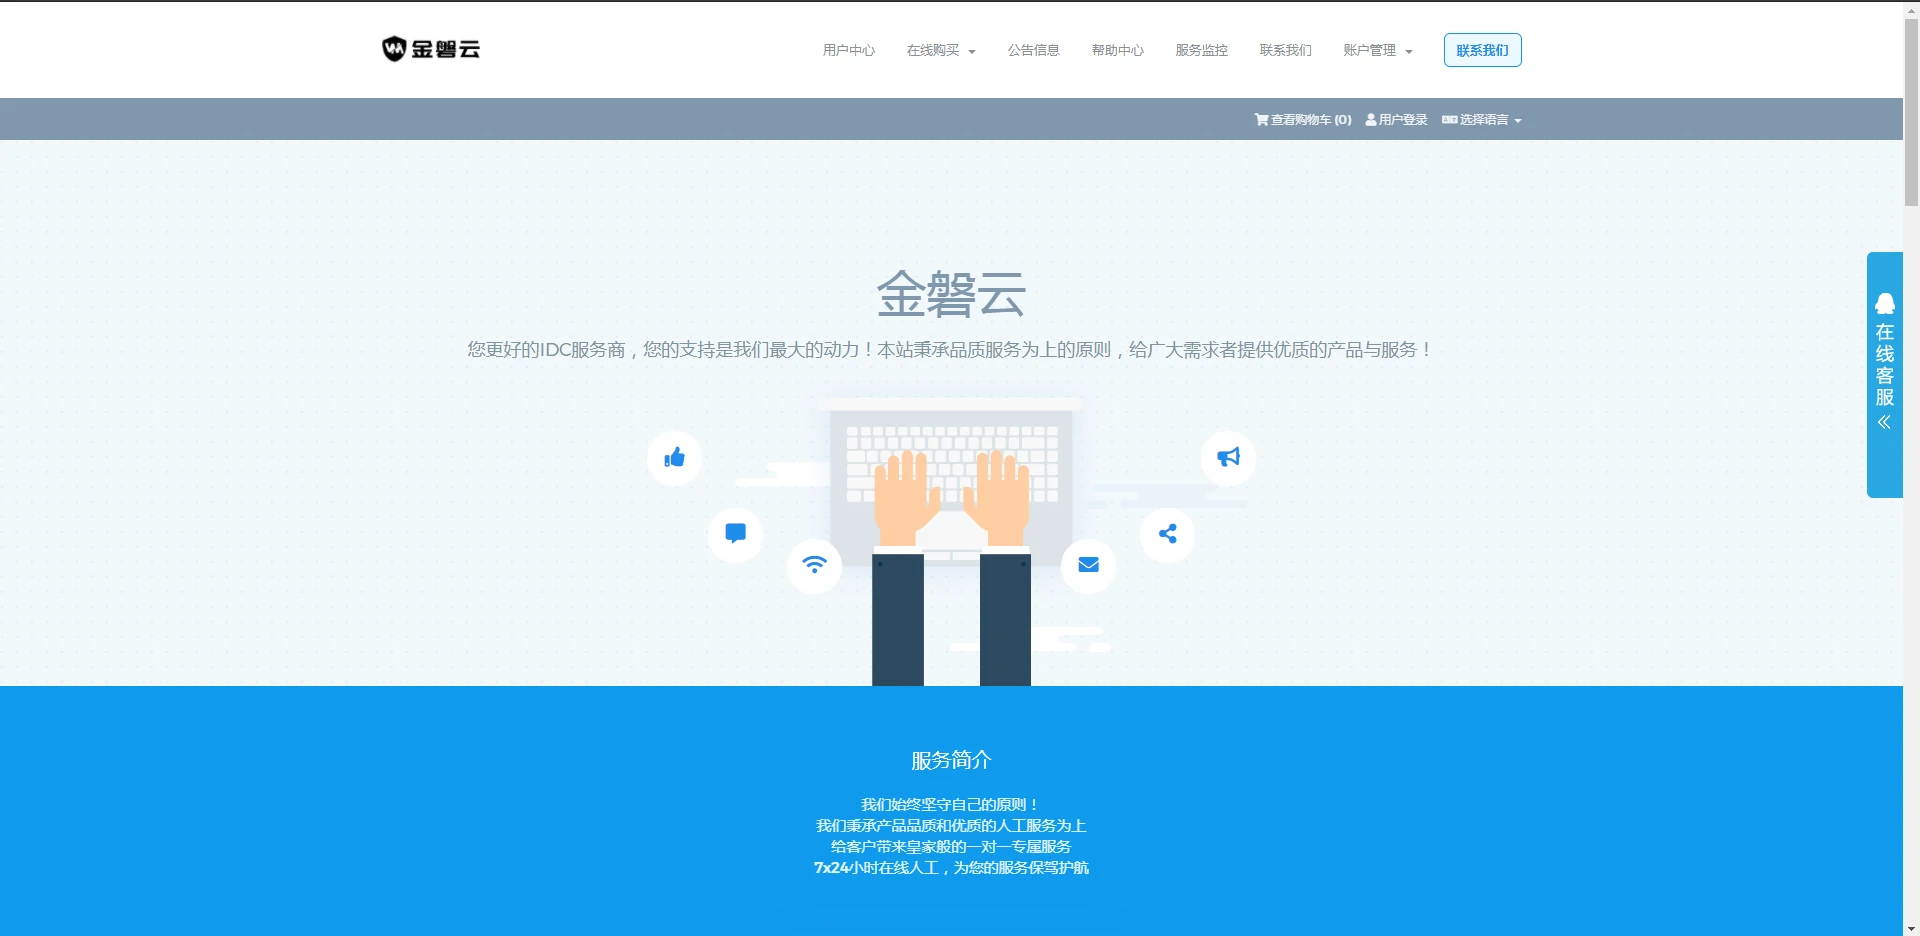 金磐云
用户中心 在线购买 公告信息 帮助中心 服务监控 联系我们 账户管理 联系我们
查看购物车 (0) 用户登录 选择语言
金磐云
您更好的IDC服务商，您的支持是我们最大的动力！本站秉承品质服务为上的原则，给广大需求者提供优质的产品与服务！
在线客服
服务简介
我们始终坚守自己的原则！
我们秉承产品品质和优质的人工服务为上
给客户带来皇家般的一对一专属服务
7x24小时在线人工，为您的服务保驾护航